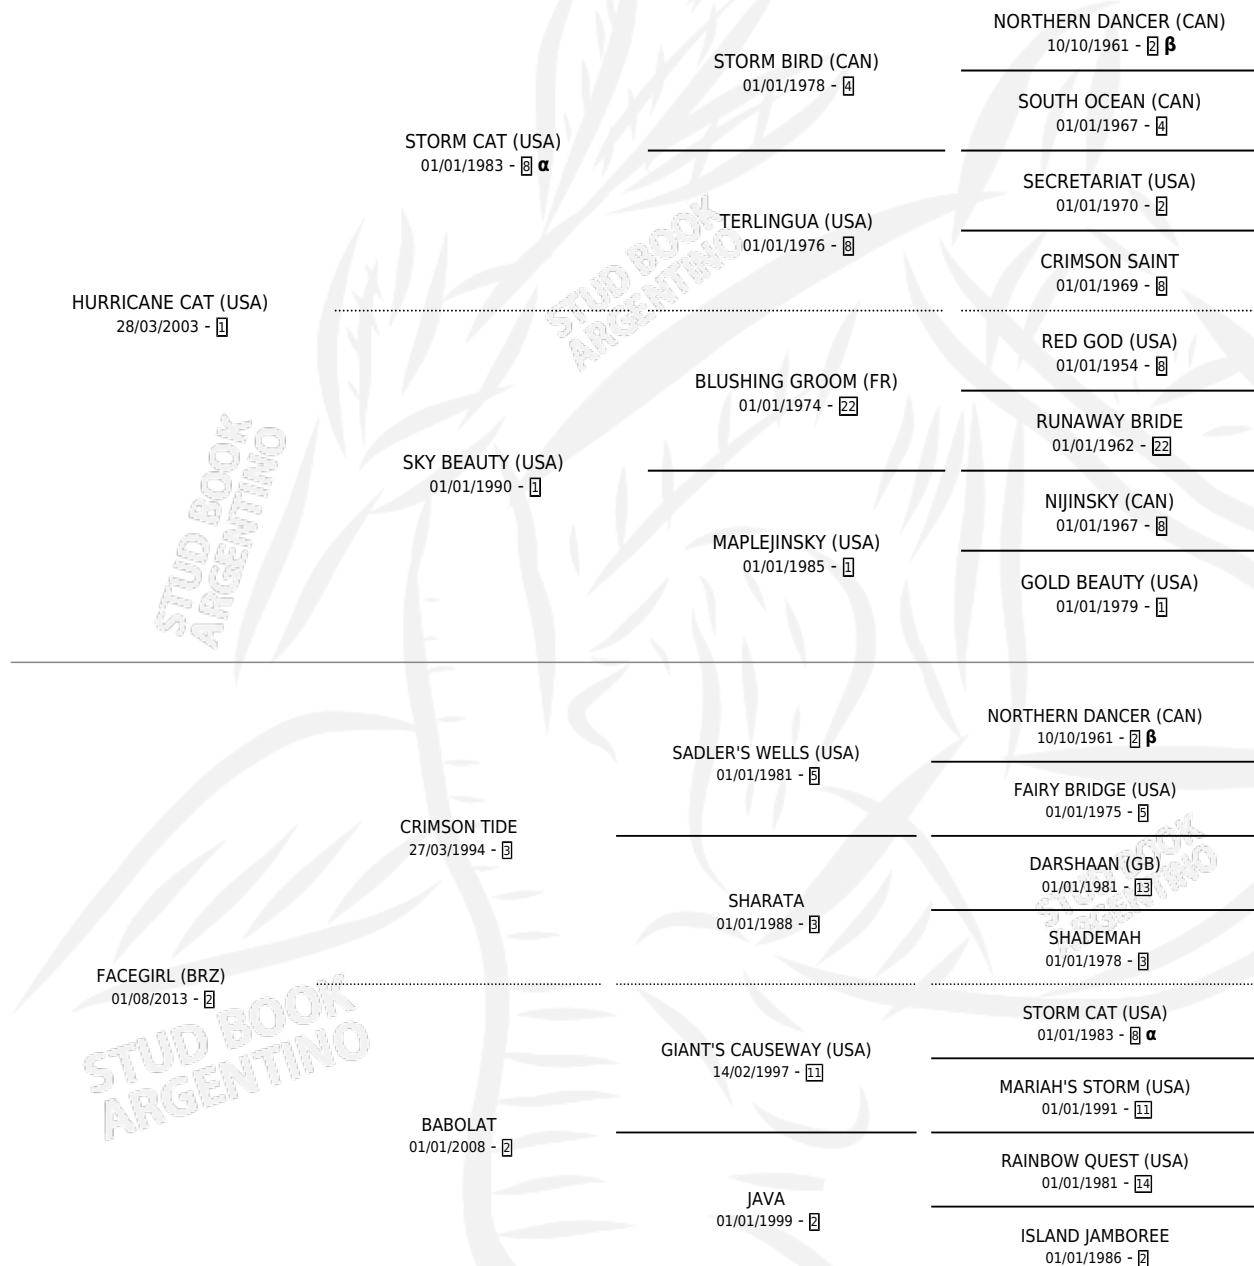 NORTHERN DANCER (CAN)
10/10/1961 - 2 β
STORM BIRD (CAN)
01/01/1978 - 4
SOUTH OCEAN (CAN)
01/01/1967 - 4
STORM CAT (USA)
01/01/1983 - 8 α
SECRETARIAT (USA)
01/01/1970 - 2
TERLINGUA (USA)
01/01/1976 - 8
CRIMSON SAINT
01/01/1969 - 8
HURRICANE CAT (USA)
28/03/2003 - 1
STUD BOOK
ARGENTINO
RED GOD (USA)
01/01/1954 - 8
BLUSHING GROOM (FR)
01/01/1974 - 22
RUNAWAY BRIDE
01/01/1962 - 22
SKY BEAUTY (USA)
01/01/1990 - 1
NIJINSKY (CAN)
01/01/1967 - 8
MAPLEJINSKY (USA)
01/01/1985 - 1
GOLD BEAUTY (USA)
01/01/1979 - 1
STUD BOOK
ARGENTINO
NORTHERN DANCER (CAN)
10/10/1961 - 2 β
SADLER'S WELLS (USA)
01/01/1981 - 5
FAIRY BRIDGE (USA)
01/01/1975 - 5
CRIMSON TIDE
27/03/1994 - 3
DARSHAAN (GB)
01/01/1981 - 13
STUD BOOK
ARGENTINO
SHARATA
01/01/1988 - 3
SHADEMAH
01/01/1978 - 3
FACEGIRL (BRZ)
01/08/2013 - 2
STORM CAT (USA)
01/01/1983 - 8 α
GIANT'S CAUSEWAY (USA)
14/02/1997 - 11
MARIAH'S STORM (USA)
01/01/1991 - 11
STUD BOOK
ARGENTINO
BABOLAT
01/01/2008 - 2
RAINBOW QUEST (USA)
01/01/1981 - 14
JAVA
01/01/1999 - 2
ISLAND JAMBOREE
01/01/1986 - 2